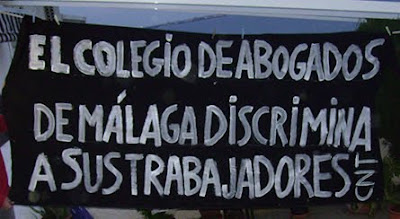 EL COLEGIO DE ABOGADOS
DE MÁLAGA DISCRIMINA
A SUS TRABAJADORES
CNT